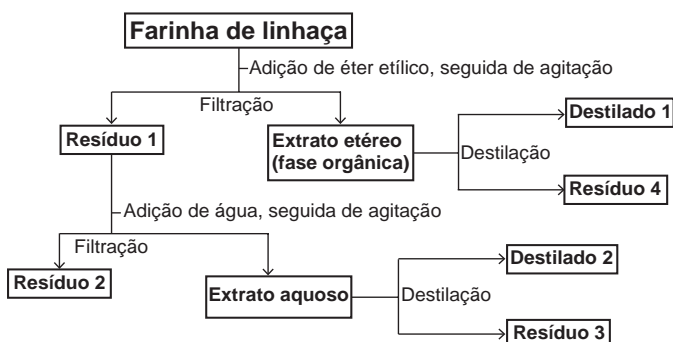 Farinha de linhaça
Adição de éter etílico, seguida de agitação
Filtração
Resíduo 1
Extrato etéreo
(fase orgânica)
Destilação
Destilado 1
Resíduo 4
Adição de água, seguida de agitação
Filtração
Resíduo 2
Extrato aquoso
Destilação
Destilado 2
Resíduo 3